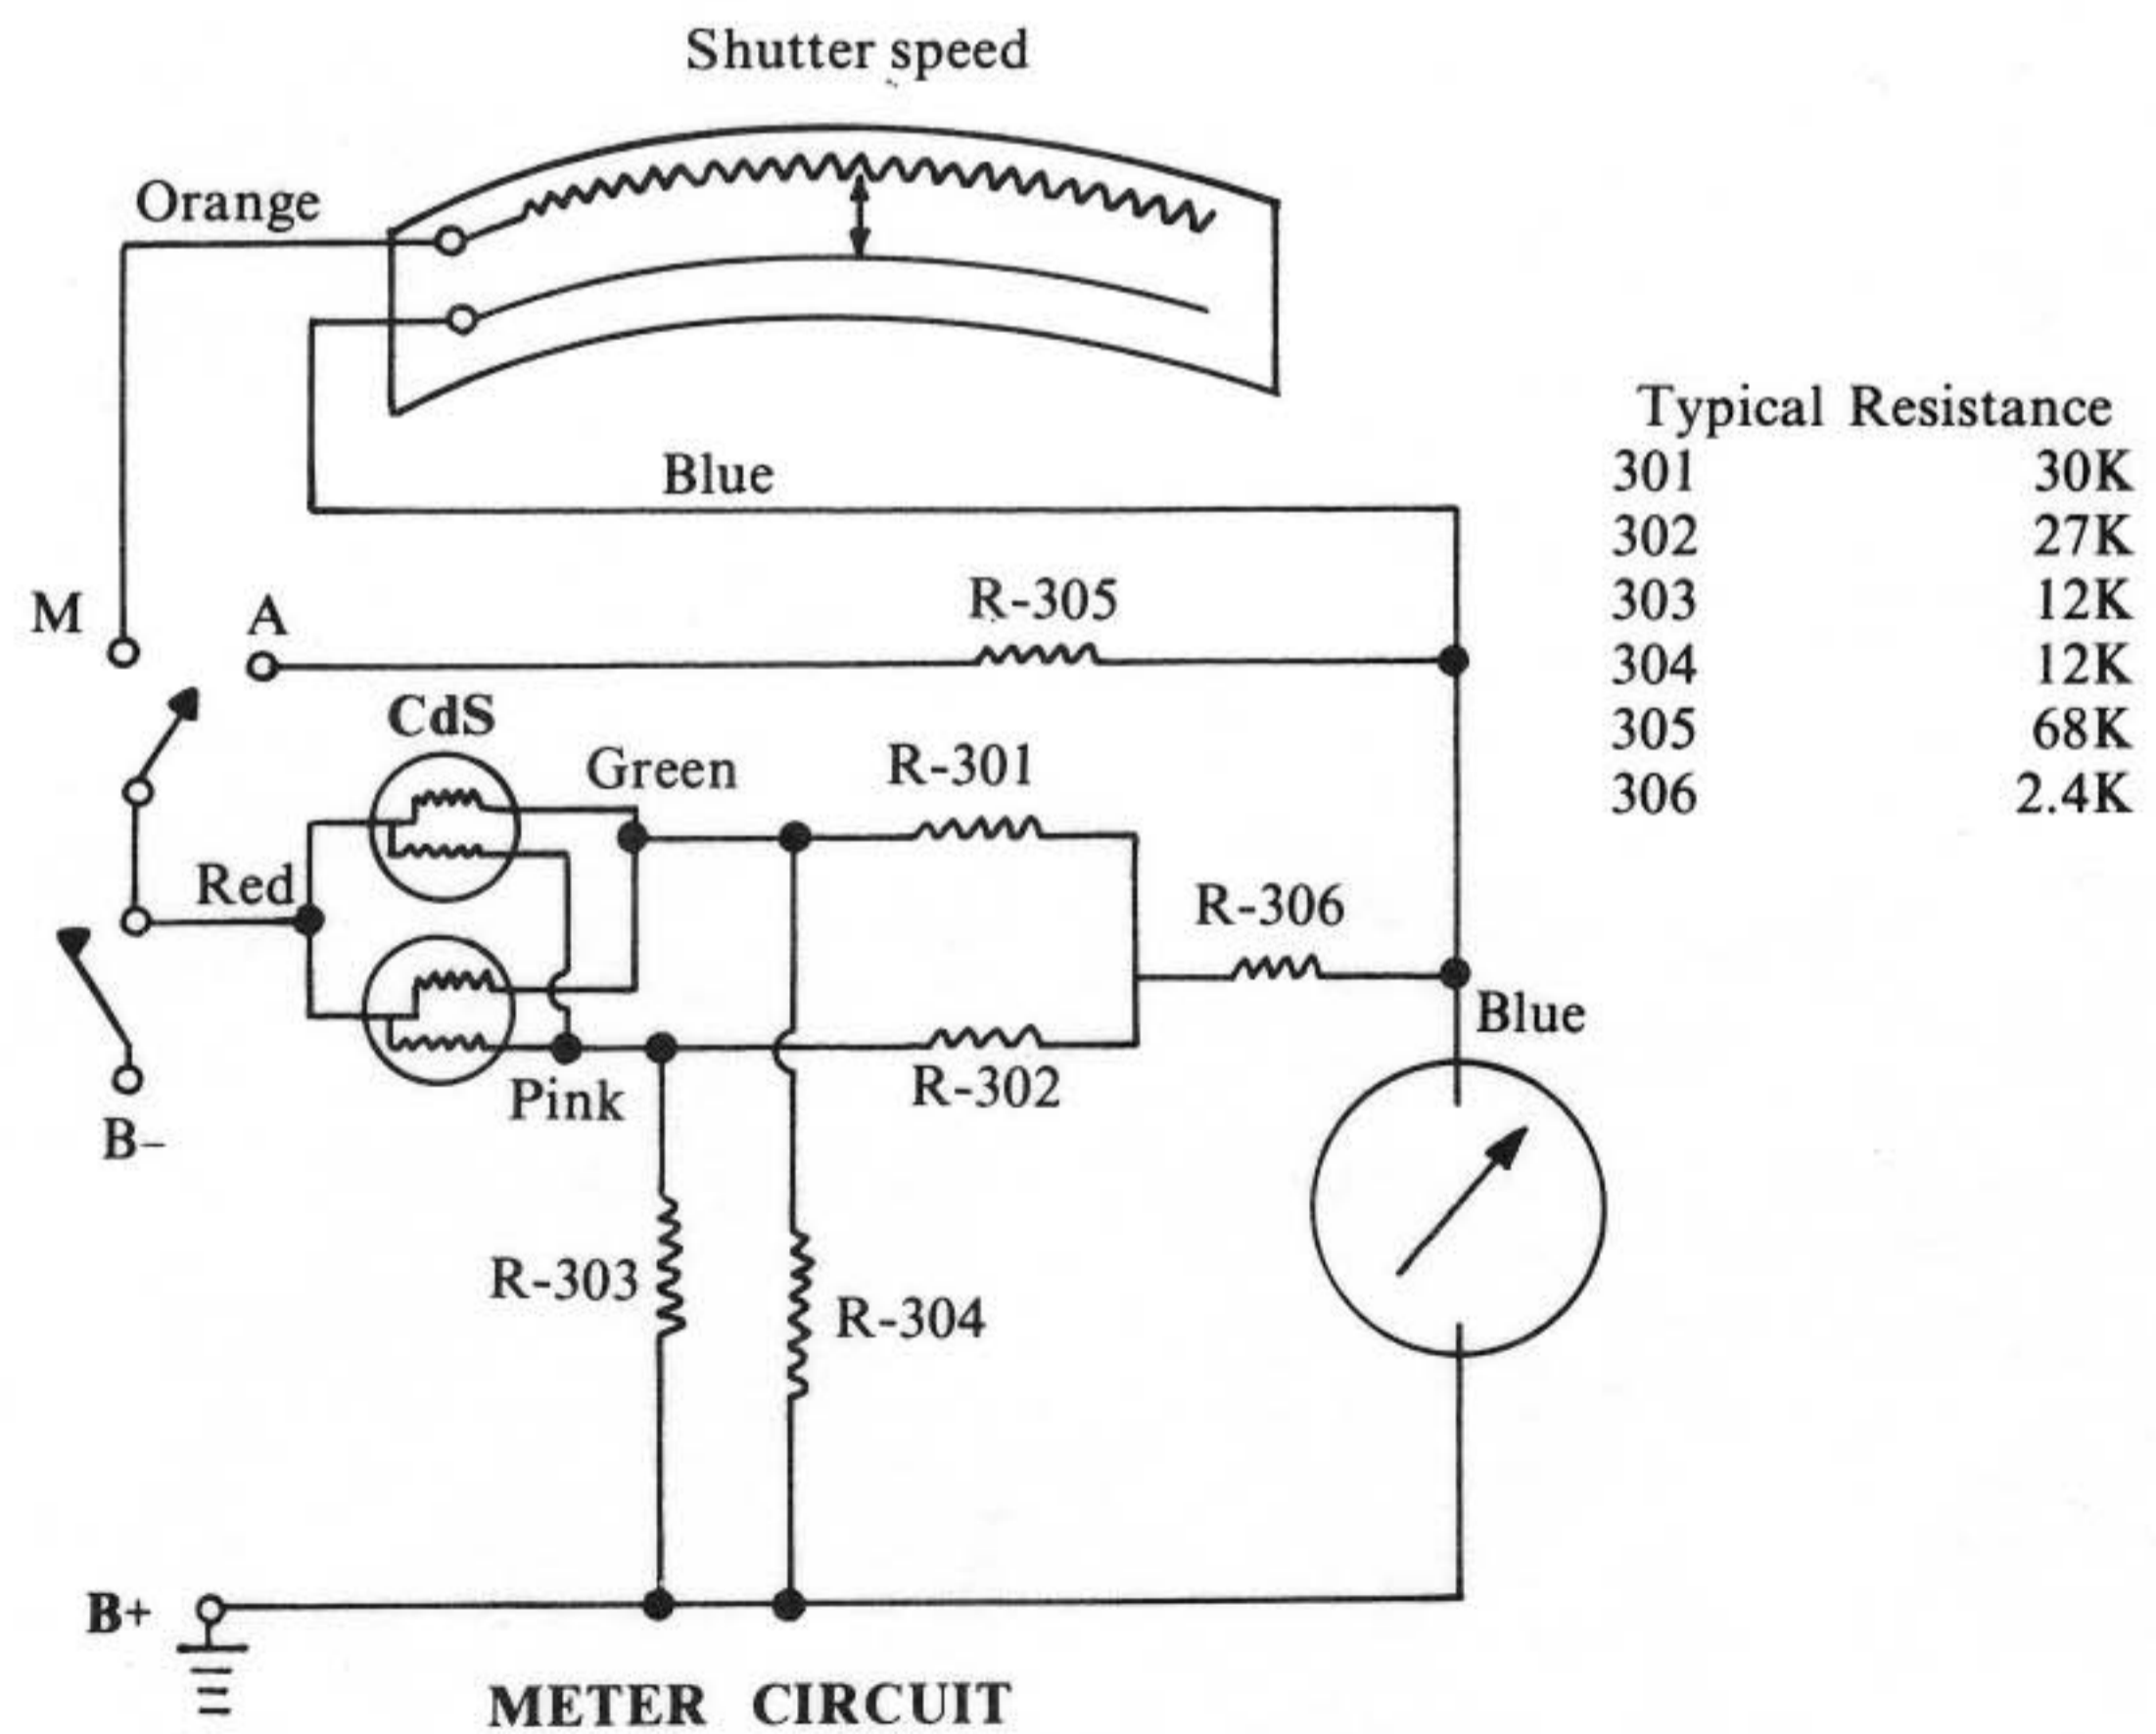 Shutter speed
Orange
Blue
Typical Resistance
301 30K
302 27K
303 12K
304 12K
305 68K
306 2.4K
M
A
R-305
CdS
Green
R-301
Red
R-306
Blue
Pink
R-302
B–
R-303
R-304
B+
METER CIRCUIT